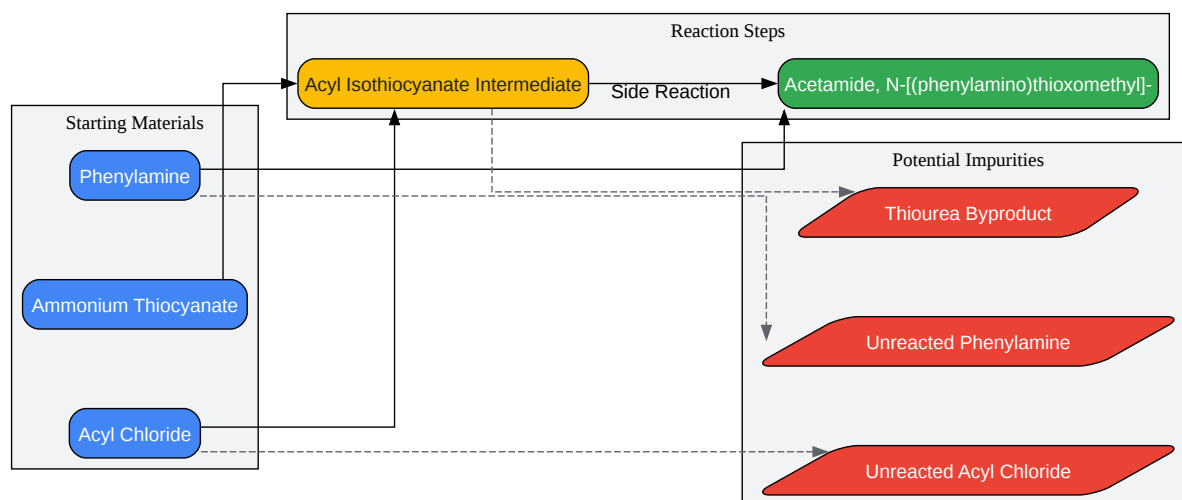 Reaction Steps
Acyl Isothiocyanate Intermediate
Side Reaction
Acetamide, N-[(phenylamino)thioxomethyl]-
Starting Materials
Phenylamine
Ammonium Thiocyanate
Acyl Chloride
Potential Impurities
Thiourea Byproduct
Unreacted Phenylamine
Unreacted Acyl Chloride